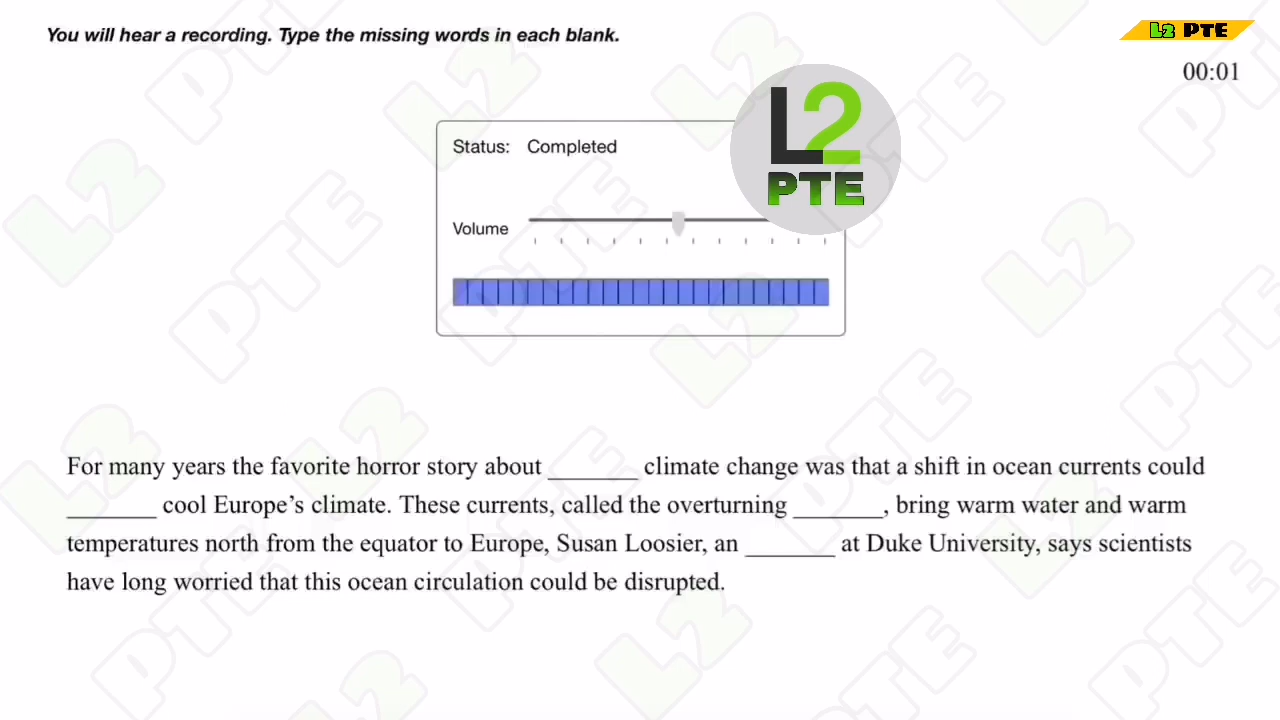 You will hear a recording. Type the missing words in each blank.
L2 PTE
00:01
L2
PTE
Status: Completed
Volume
For many years the favorite horror story about _______ climate change was that a shift in ocean currents could
_______ cool Europe’s climate. These currents, called the overturning _______, bring warm water and warm
temperatures north from the equator to Europe, Susan Loosier, an _______ at Duke University, says scientists
have long worried that this ocean circulation could be disrupted.